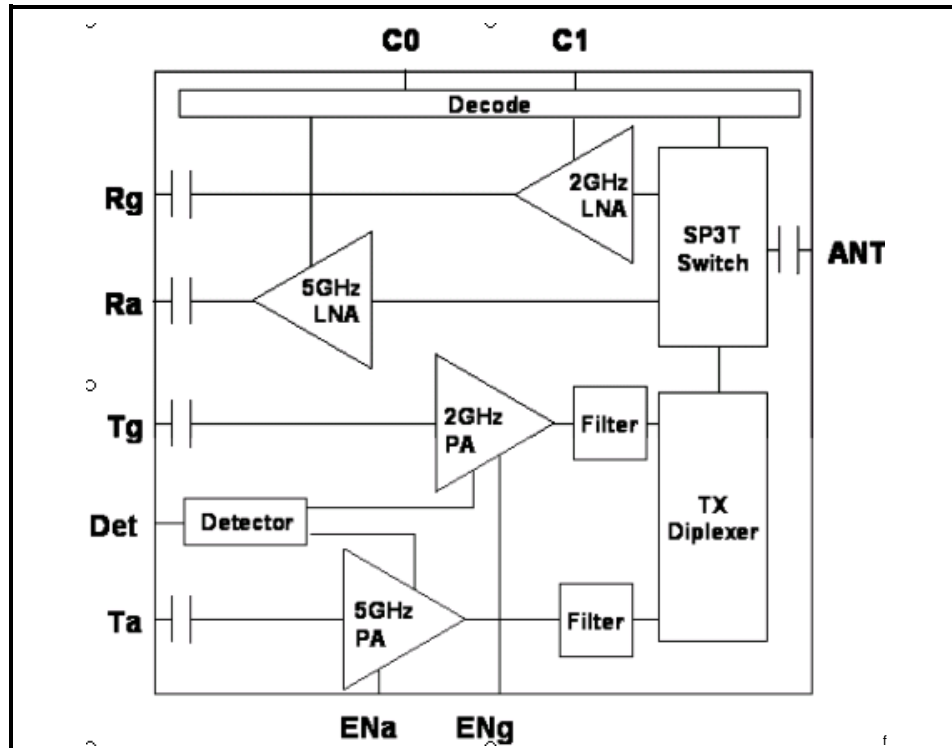 C0 C1
Decode
Rg
2GHz
LNA
SP3T
Switch
ANT
Ra
5GHz
LNA
Tg
2GHz
PA
Filter
TX
Diplexer
Det
Detector
Ta
5GHz
PA
Filter
ENa ENg
f